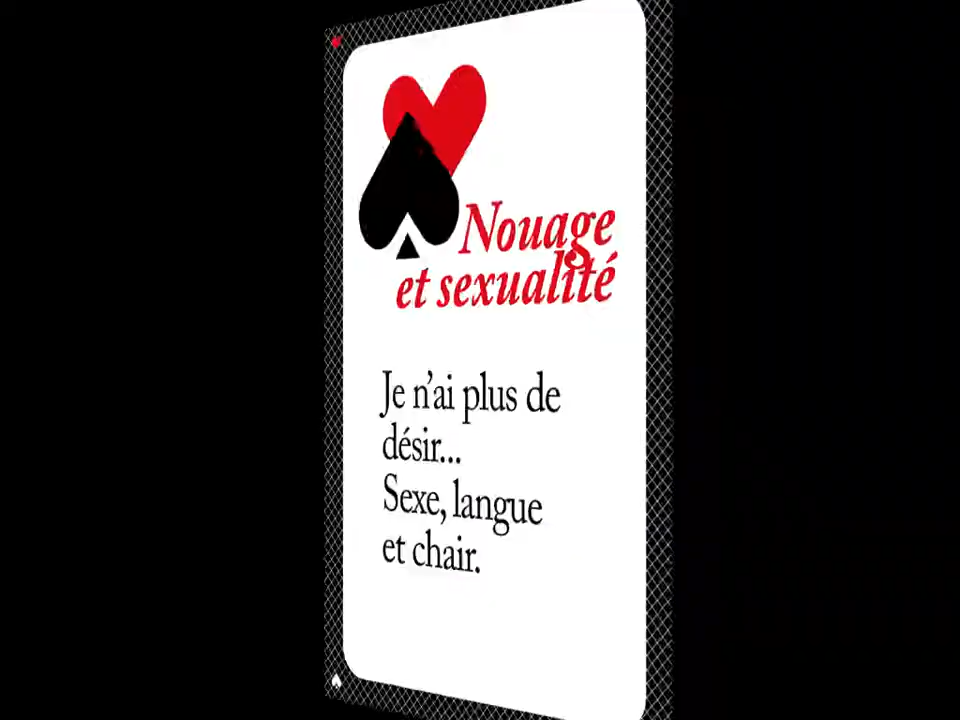 Nouage
et sexualité
Je n'ai plus de
désir...
Sexe, langue
et chair.